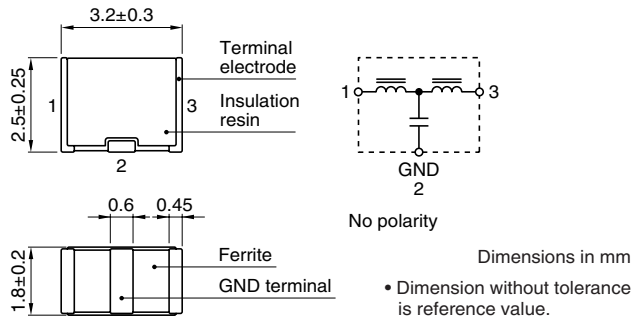 3.2±0.3
2.5±0.25
1
3
2
Terminal
electrode
Insulation
resin
1
3
GND
2
No polarity
0.6
0.45
1.8±0.2
Ferrite
GND terminal
Dimensions in mm
• Dimension without tolerance
is reference value.